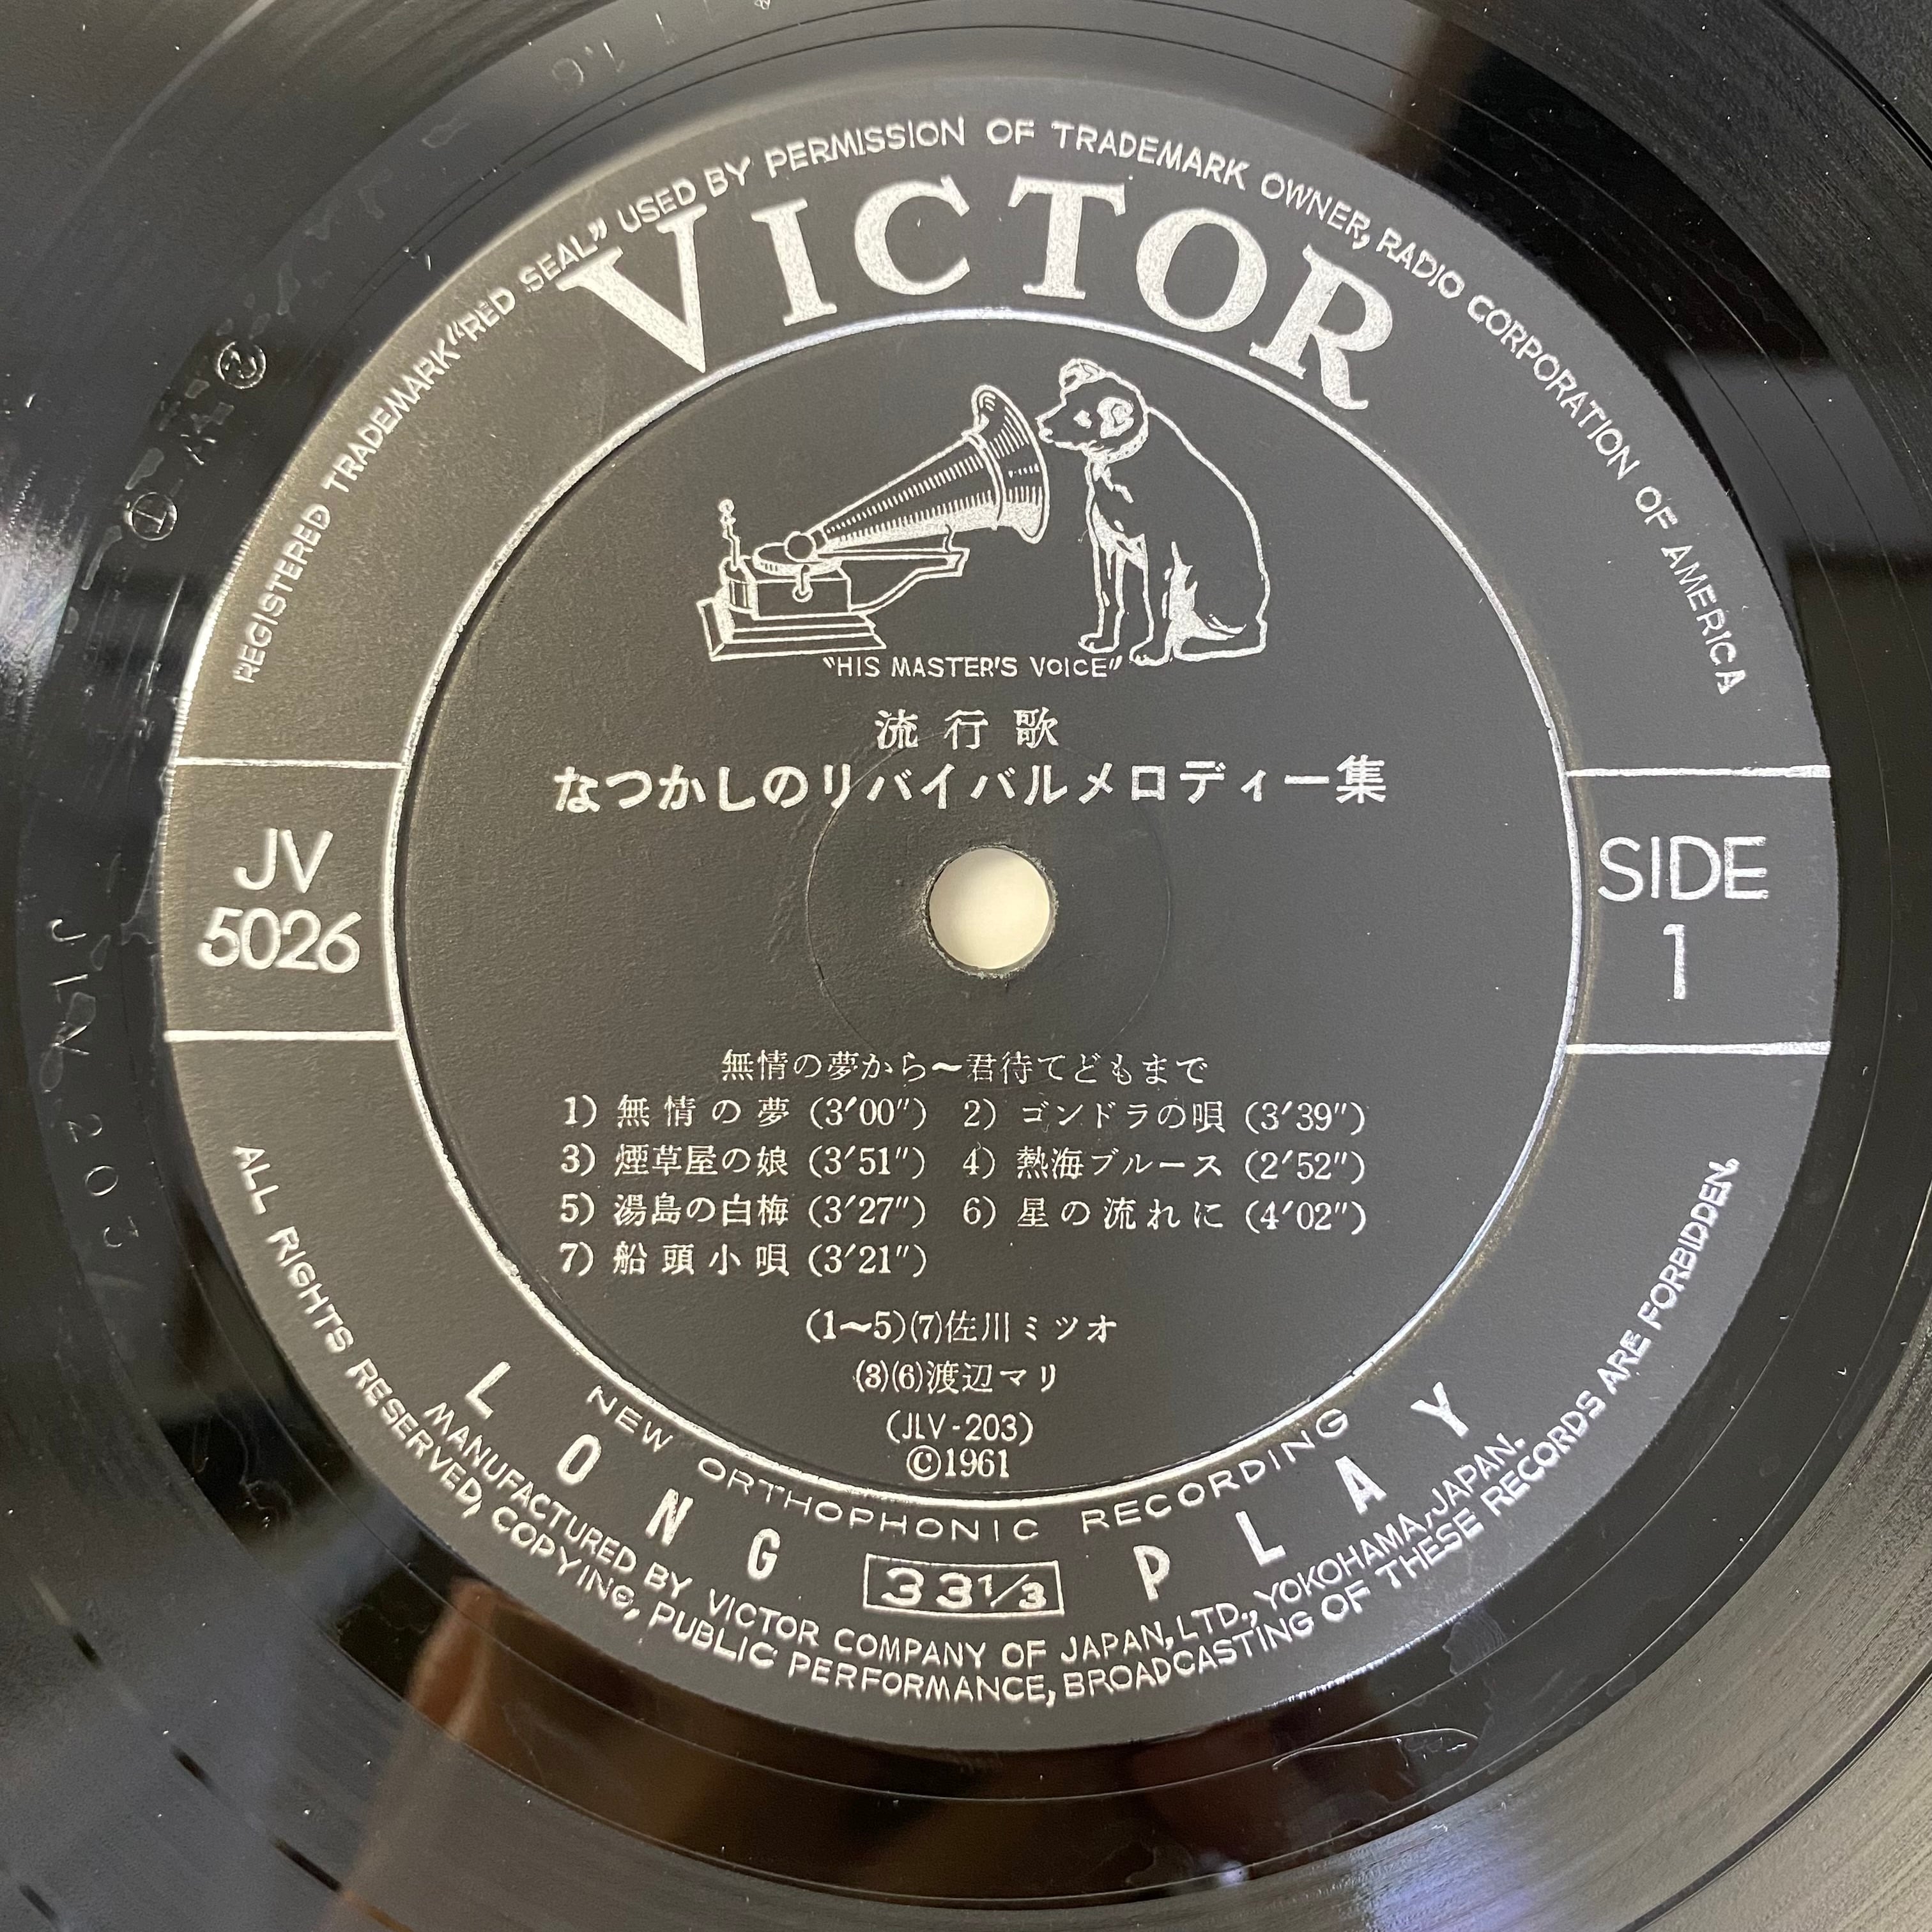 REGISTERED TRADEMARK "RED SEAL" USED BY PERMISSION OF TRADEMARK OWNER, RADIO CORPORATION OF AMERICA
VICTOR
"HIS MASTER'S VOICE"
流行歌
なつかしのリバイバルメロディー集
JV
5026
SIDE
1
無情の夢から〜君待てどもまで
1) 無情の夢 (3′00″) 2) ゴンドラの唄 (3′39″)
3) 煙草屋の娘 (3′51″) 4) 熱海ブルース (2′52″)
5) 湯島の白梅 (3′27″) 6) 星の流れに (4′02″)
7) 船頭小唄 (3′21″)
(1〜5)(7)佐川ミツオ
(3)(6)渡辺マリ
(JLV-203)
©1961
NEW ORTHOPHONIC RECORDING
LONG 33 1/3 PLAY
MANUFACTURED BY VICTOR COMPANY OF JAPAN, LTD., YOKOHAMA, JAPAN.
ALL RIGHTS RESERVED, COPYING, PUBLIC PERFORMANCE, BROADCASTING OF THESE RECORDS ARE FORBIDDEN.